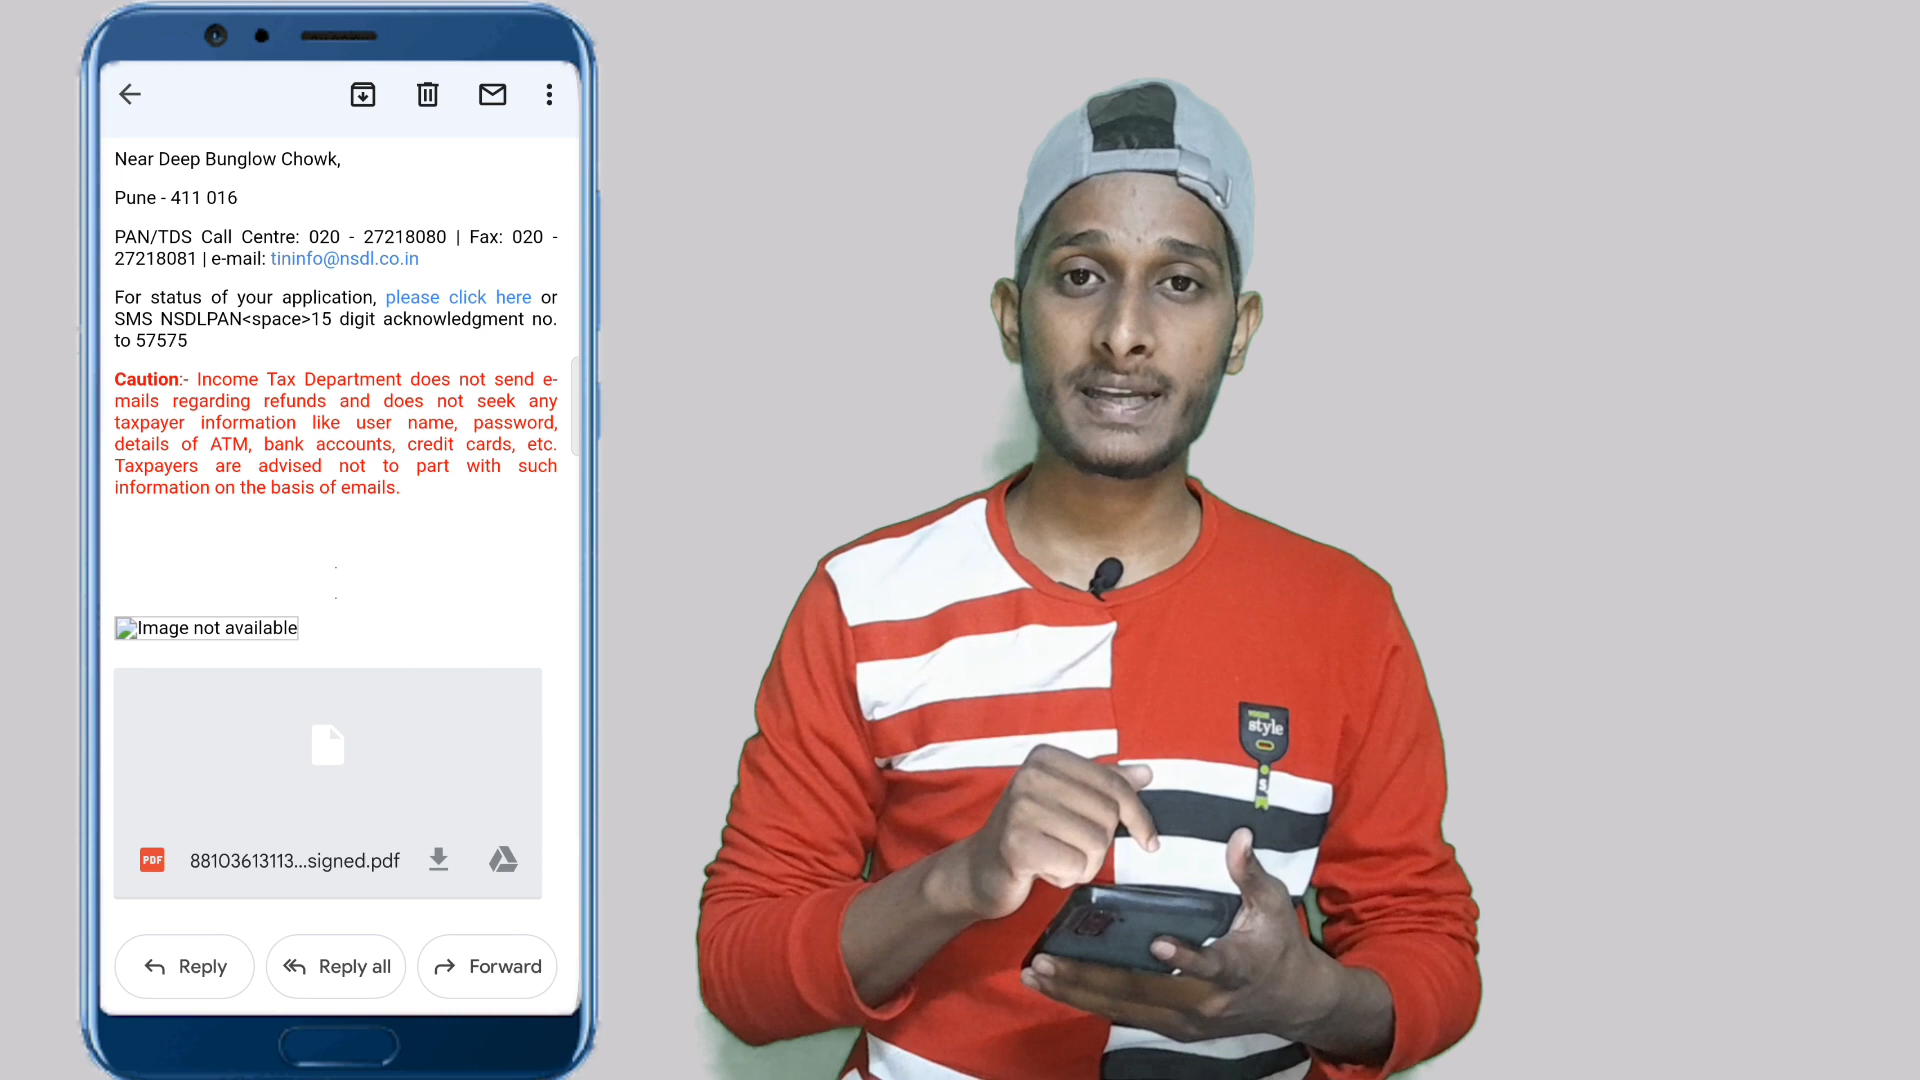 Near Deep Bunglow Chowk,
Pune - 411 016
PAN/TDS Call Centre: 020 - 27218080 | Fax: 020 -
27218081 | e-mail: tininfo@nsdl.co.in
For status of your application, please click here or
SMS NSDLPAN<space>15 digit acknowledgment no.
to 57575
Caution:- Income Tax Department does not send e-
mails regarding refunds and does not seek any
taxpayer information like user name, password,
details of ATM, bank accounts, credit cards, etc.
Taxpayers are advised not to part with such
information on the basis of emails.
Image not available
PDF 88103613113...signed.pdf
Reply Reply all Forward
style
S